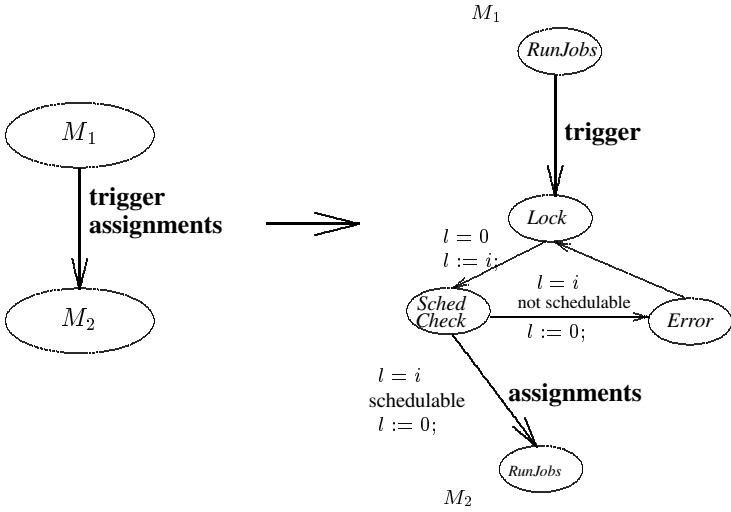 M₁
trigger
assignments
M₂
M₁
RunJobs
trigger
Lock
l = 0
l := i;
Sched
Check
l = i
not schedulable
l := 0;
Error
l = i
schedulable
l := 0;
assignments
RunJobs
M₂